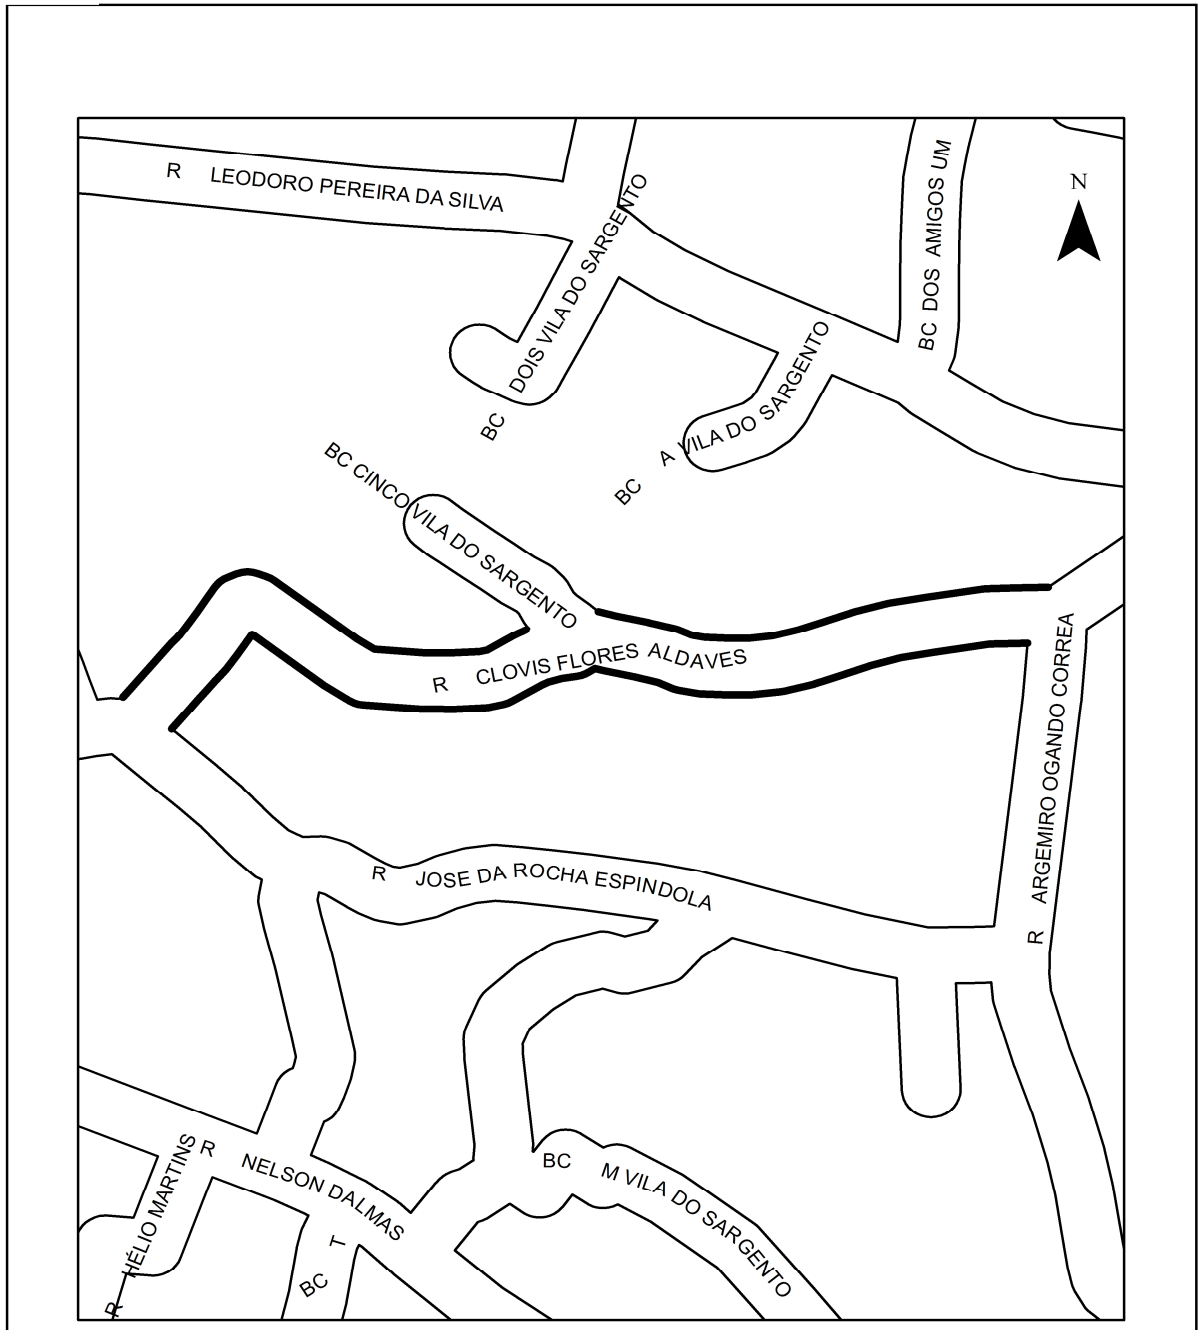 R LEODORO PEREIRA DA SILVA
BC DOIS VILA DO SARGENTO
BC DOS AMIGOS UM
N
BC A VILA DO SARGENTO
BC CINCO VILA DO SARGENTO
R CLOVIS FLORES ALDAVES
R ARGEMIRO OGANDO CORREA
R JOSE DA ROCHA ESPINDOLA
R HÉLIO MARTINS
R NELSON DALMAS
BC T
BC M VILA DO SARGENTO